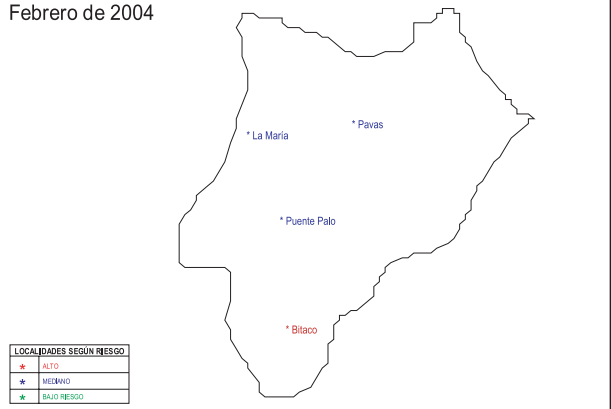 Febrero de 2004
* Pavas
* La María
* Puente Palo
* Bitaco
LOCALIDADES SEGÚN RIESGO
* ALTO
* MEDIANO
* BAJO RIESGO